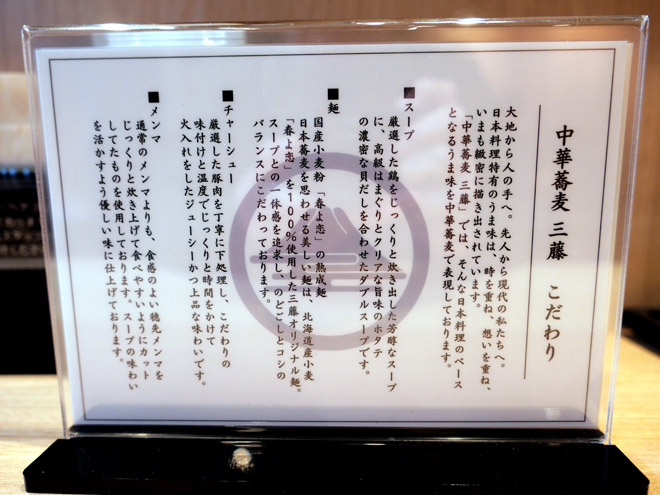 中華蕎麦 三藤 こだわり
大地から人の手へ。先人から現代の私たちへ。
日本料理特有のうま味は、時を重ね、想いを重ね、
いまも緻密に描き出されています。
「中華蕎麦 三藤」では、そんな日本料理のベース
となるうま味を中華蕎麦で表現しております。
■スープ
厳選した鶏をじっくりと炊き出した芳醇なスープ
に、高級はまぐりとクリアな旨味のホタテ
の濃密な貝だしを合わせたダブルスープです。
■麺
国産小麦粉「春よ恋」の熟成麺
日本蕎麦を思わせる美しい麺は、北海道産小麦
「春よ恋」を100%使用した三藤オリジナル麺。
スープとの一体感を追求し、のどごしとコシの
バランスにこだわっております。
■チャーシュー
厳選した豚肉を丁寧に下処理し、こだわりの
味付けと温度でじっくりと時間をかけて
火入れをしたジューシーかつ上品な味わいです。
■メンマ
通常のメンマよりも、食感のよい穂先メンマを
じっくりと炊き上げて食べやすいようにカット
してたものを使用しております。スープの味わい
を活かすよう優しい味に仕上げております。